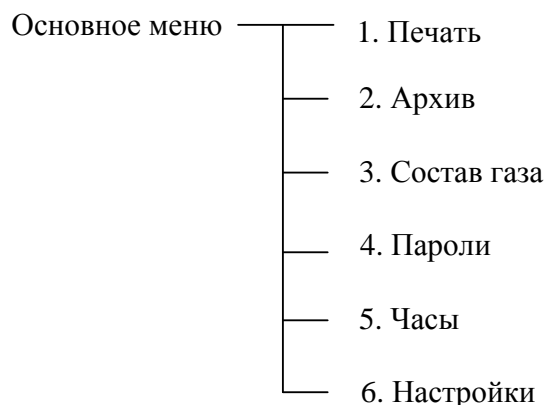 Основное меню
1. Печать
2. Архив
3. Состав газа
4. Пароли
5. Часы
6. Настройки